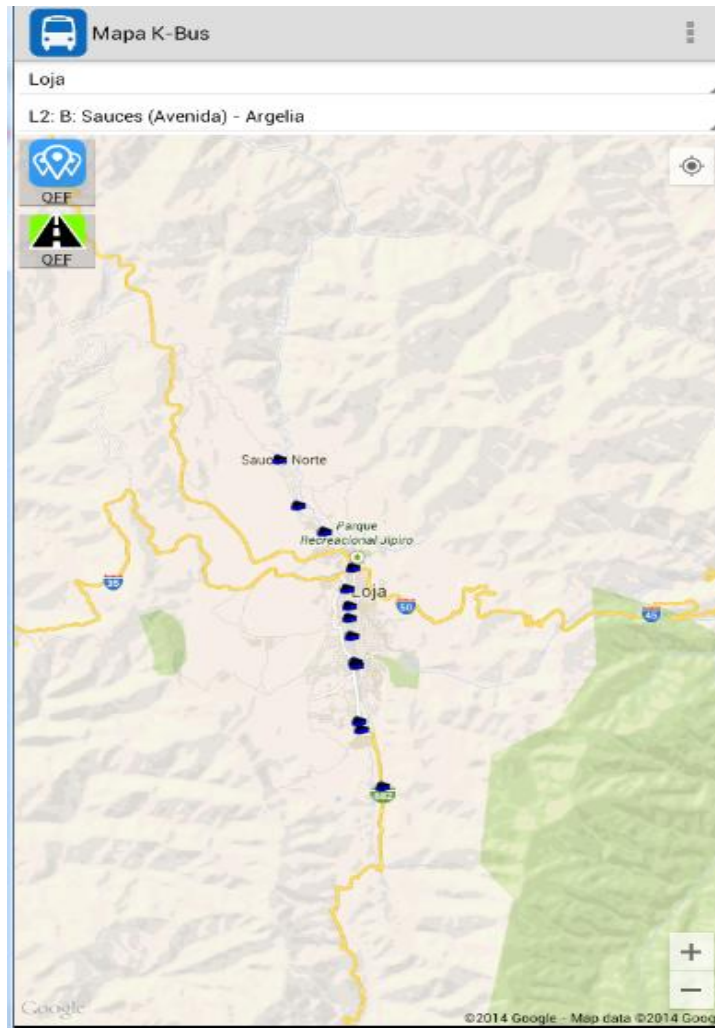 Mapa K-Bus
Loja
L2: B: Sauces (Avenida) - Argelia
OFF
OFF
Sauces Norte
Parque
Recreacional Jipiro
Loja
35
50
45
682
Google
©2014 Google - Map data ©2014 Goog